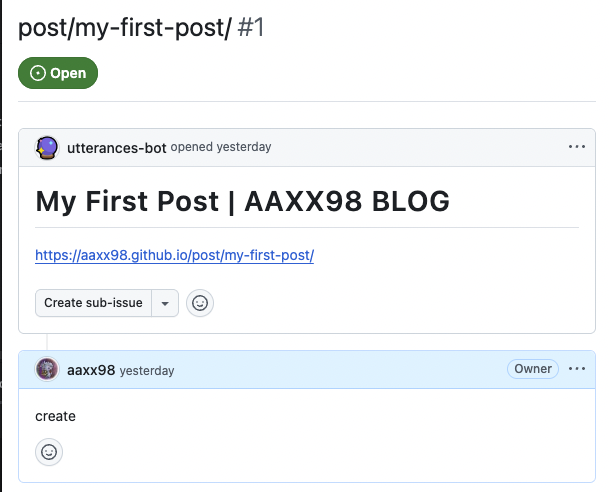 post/my-first-post/ #1
Open
utterances-bot opened yesterday
My First Post | AAXX98 BLOG
https://aaxx98.github.io/post/my-first-post/
Create sub-issue
aaxx98 yesterday Owner
create